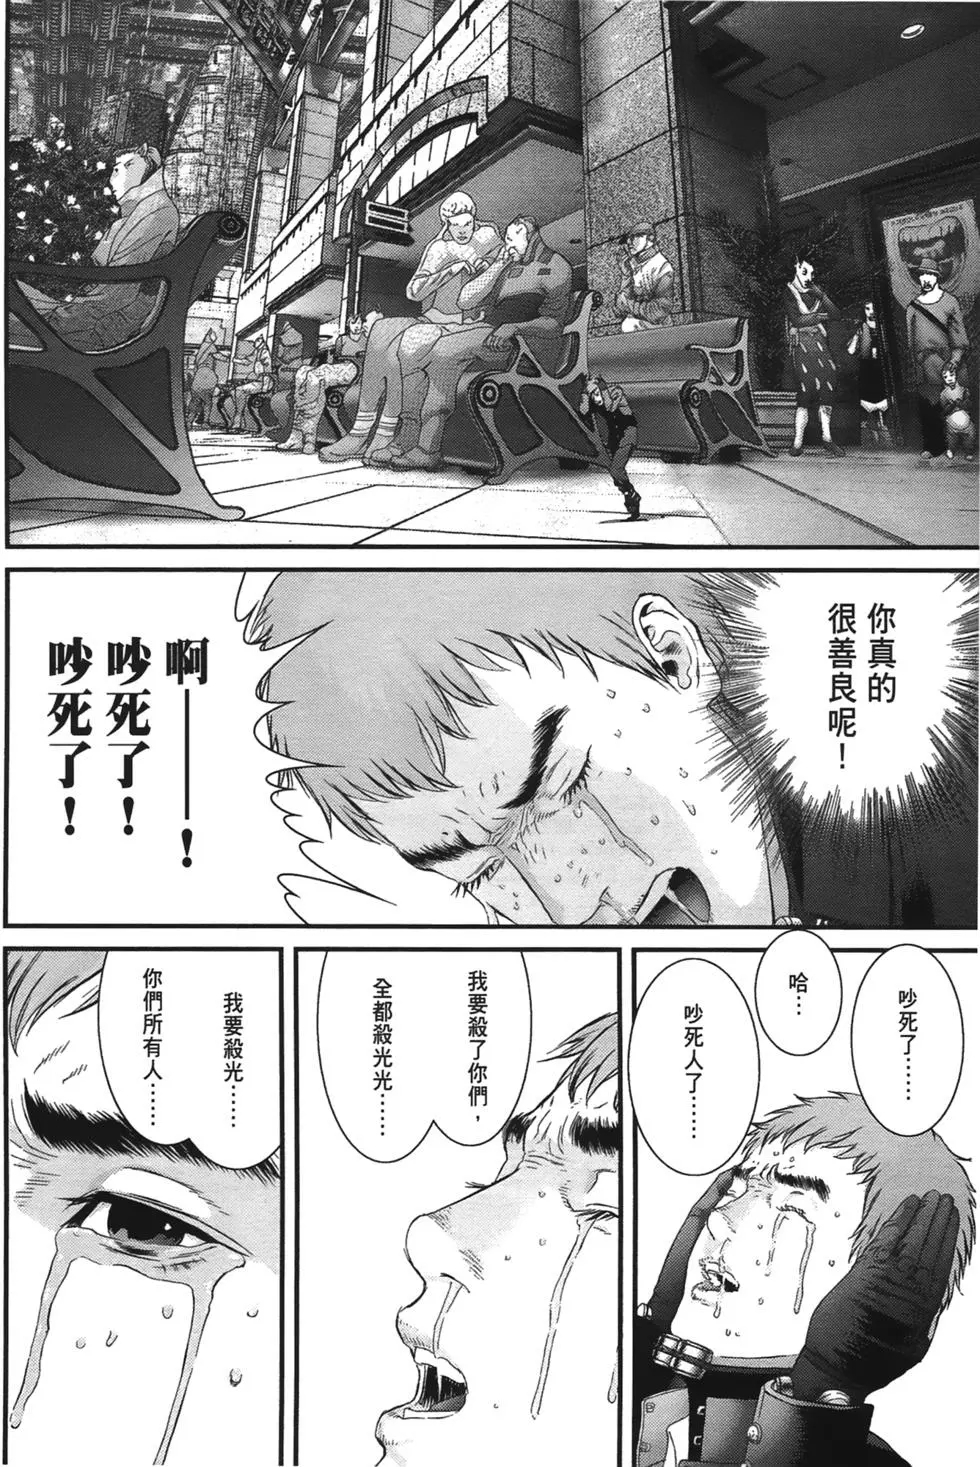 你真的
很善良呢！
啊——！
吵死了！
吵死了！
吵死了……
哈…
吵死人了……
我要殺了你們，
全都殺光光……
我要殺光……
你們所有人……